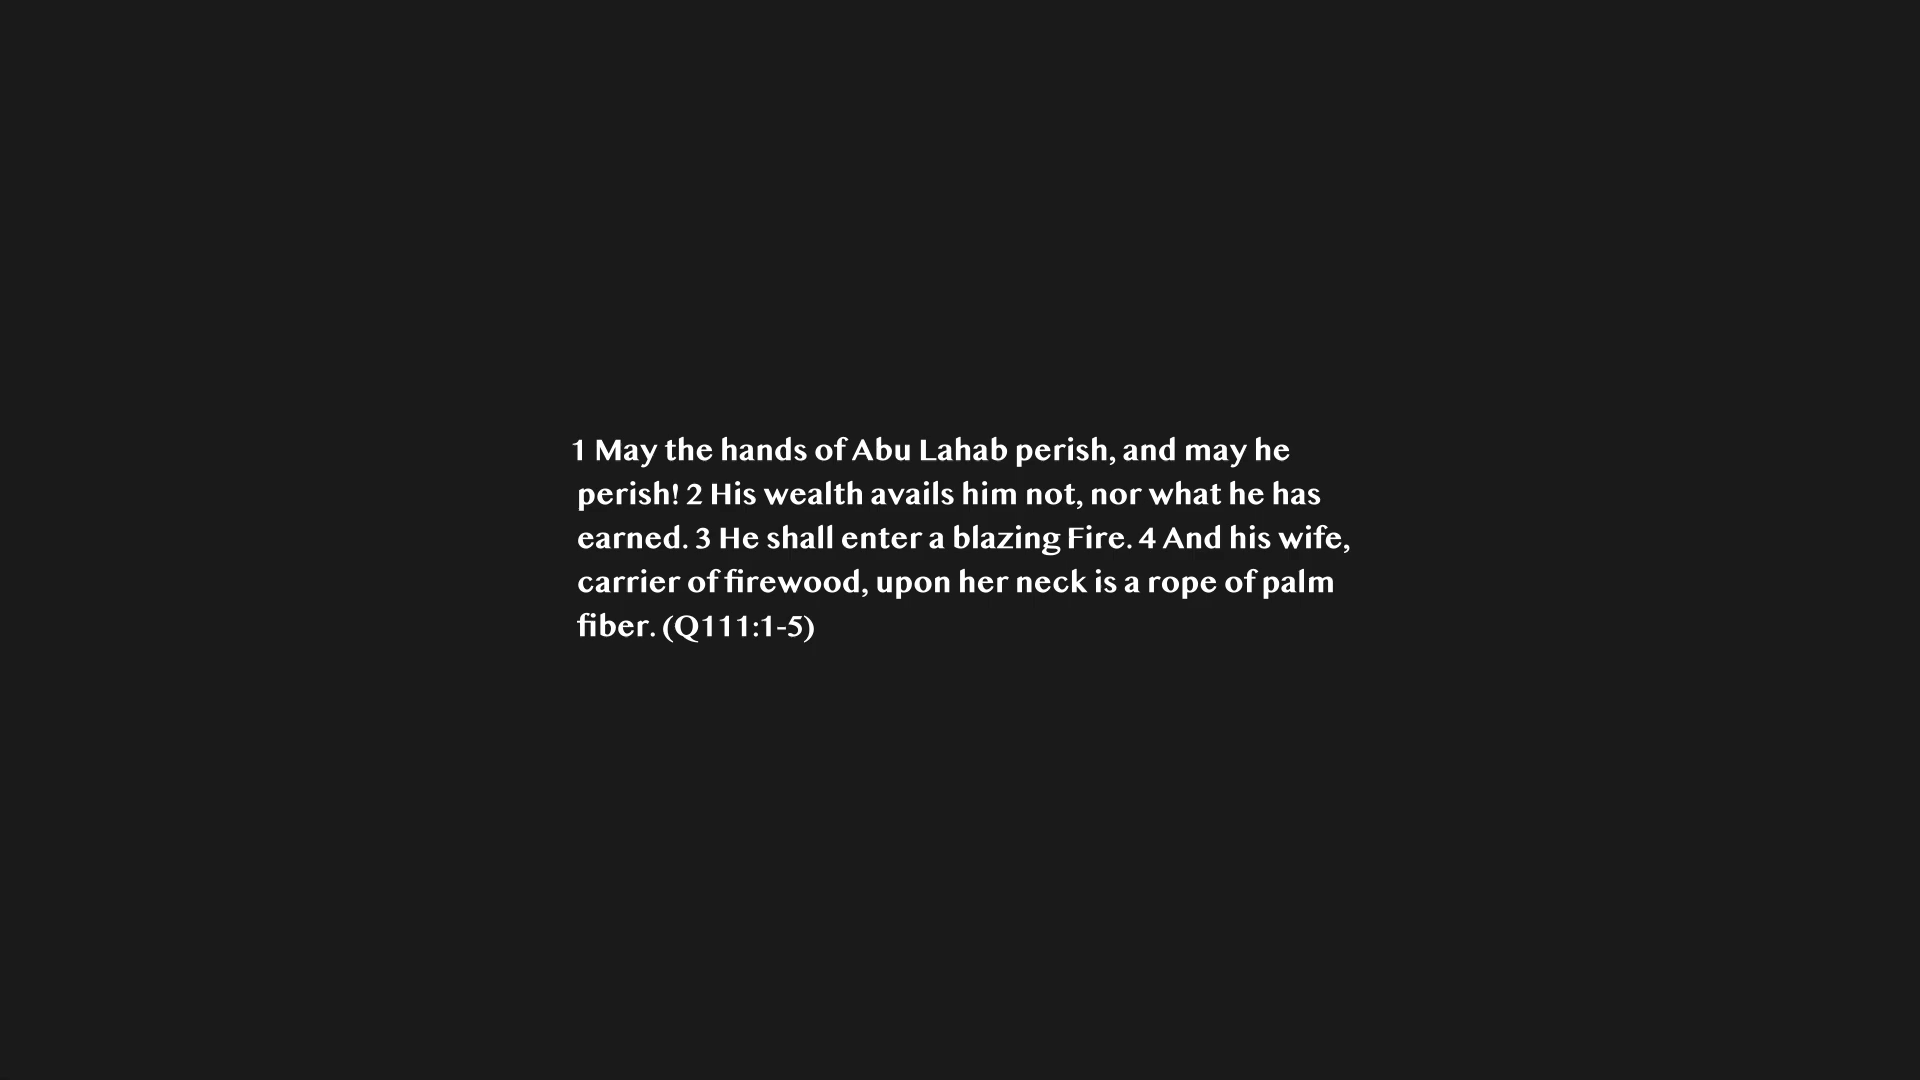 1 May the hands of Abu Lahab perish, and may he
perish! 2 His wealth avails him not, nor what he has
earned. 3 He shall enter a blazing Fire. 4 And his wife,
carrier of firewood, upon her neck is a rope of palm
fiber. (Q111:1-5)